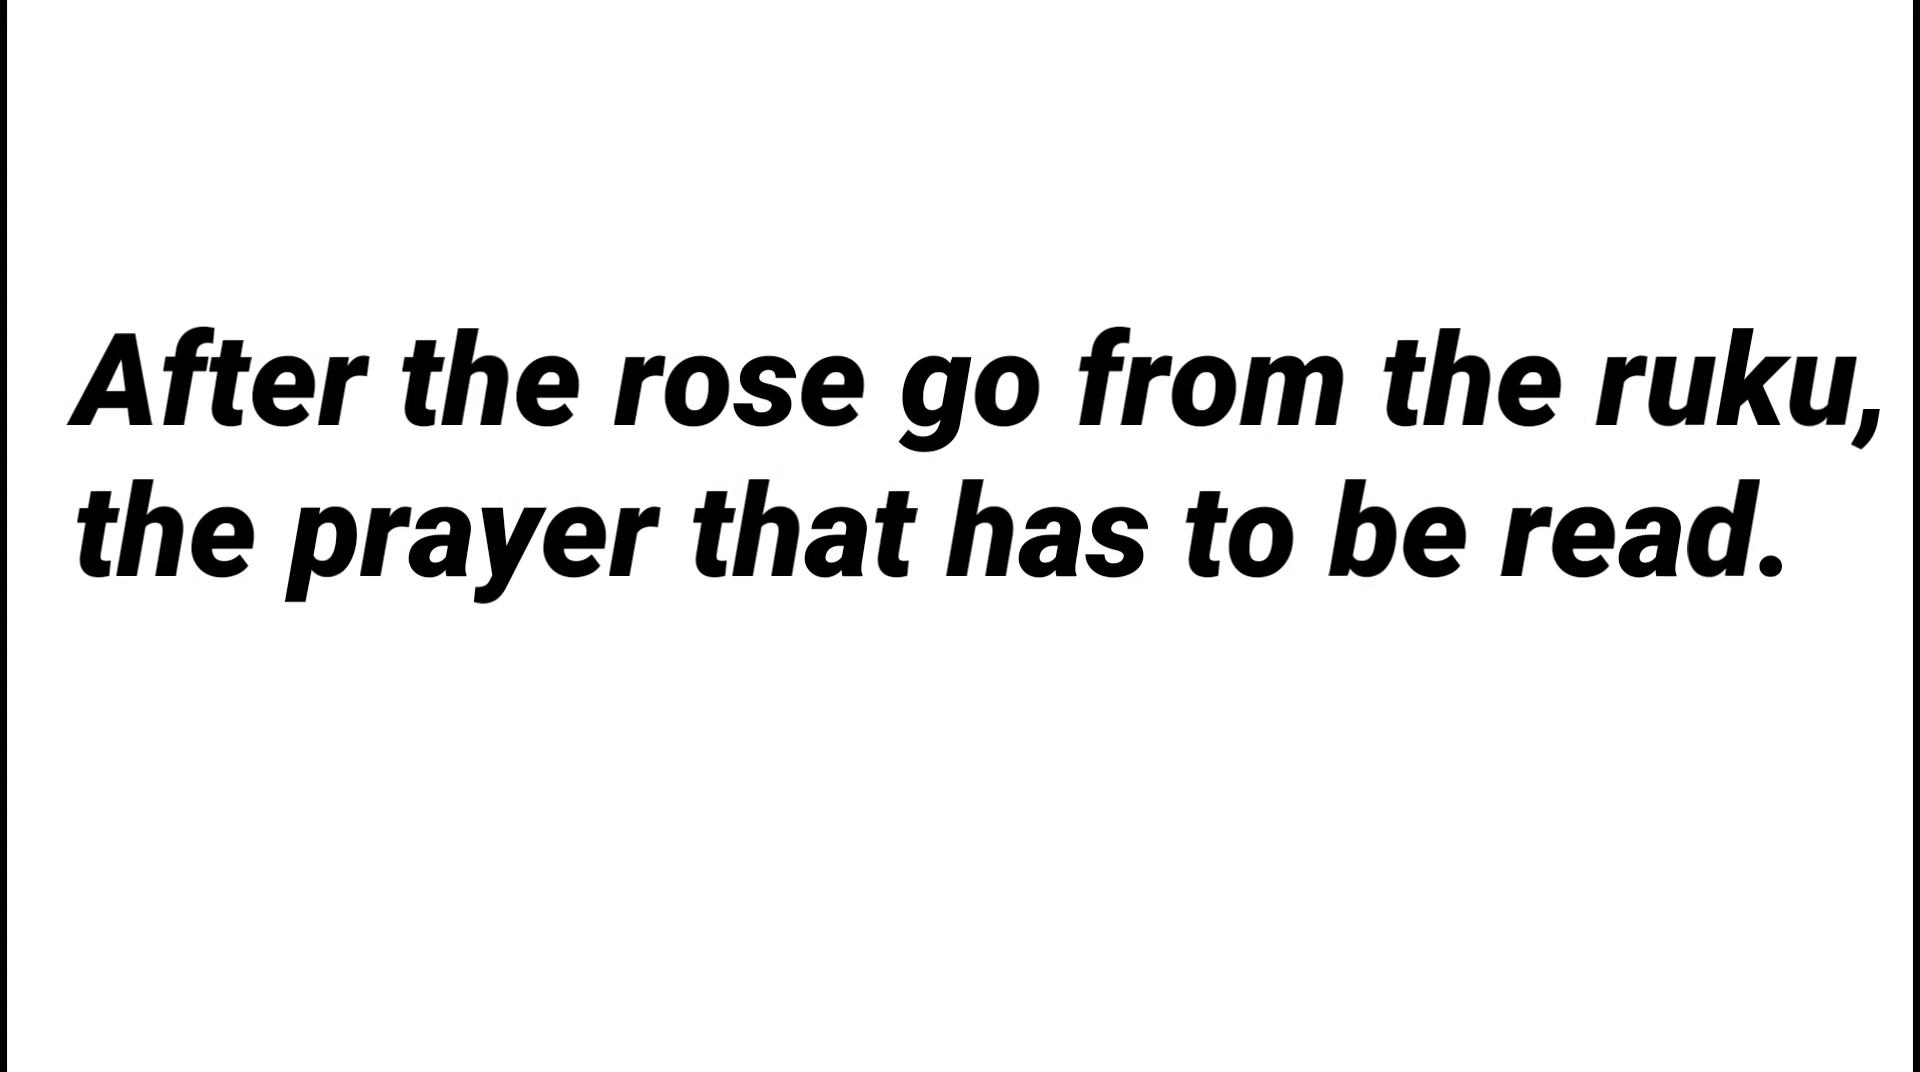 After the rose go from the ruku,
the prayer that has to be read.